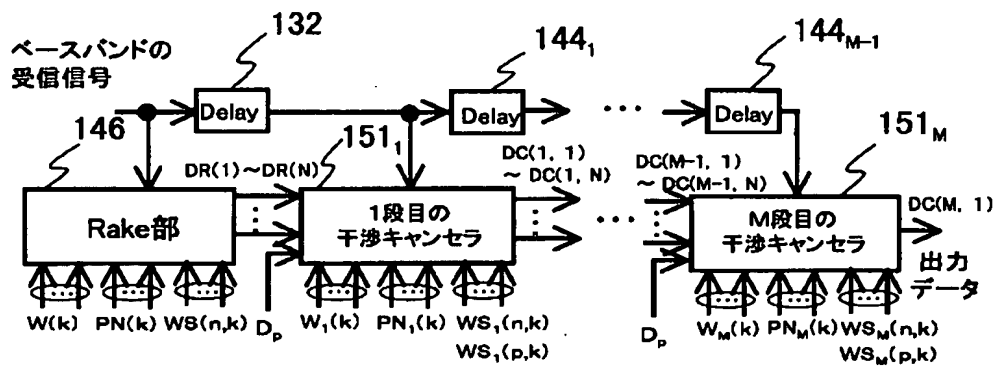 132
144₁
144M-1
ベースバンドの
受信信号
Delay
Delay
Delay
146
151₁
151M
DR(1)～DR(N)
DC(1, 1)
～ DC(1, N)
DC(M-1, 1)
～ DC(M-1, N)
DC(M, 1)
Rake部
1段目の
干渉キャンセラ
M段目の
干渉キャンセラ
出力
データ
W(k)
PN(k)
WS(n,k)
Dp
W₁(k)
PN₁(k)
WS₁(n,k)
WS₁(p,k)
Dp
WM(k)
PNM(k)
WSM(n,k)
WSM(p,k)